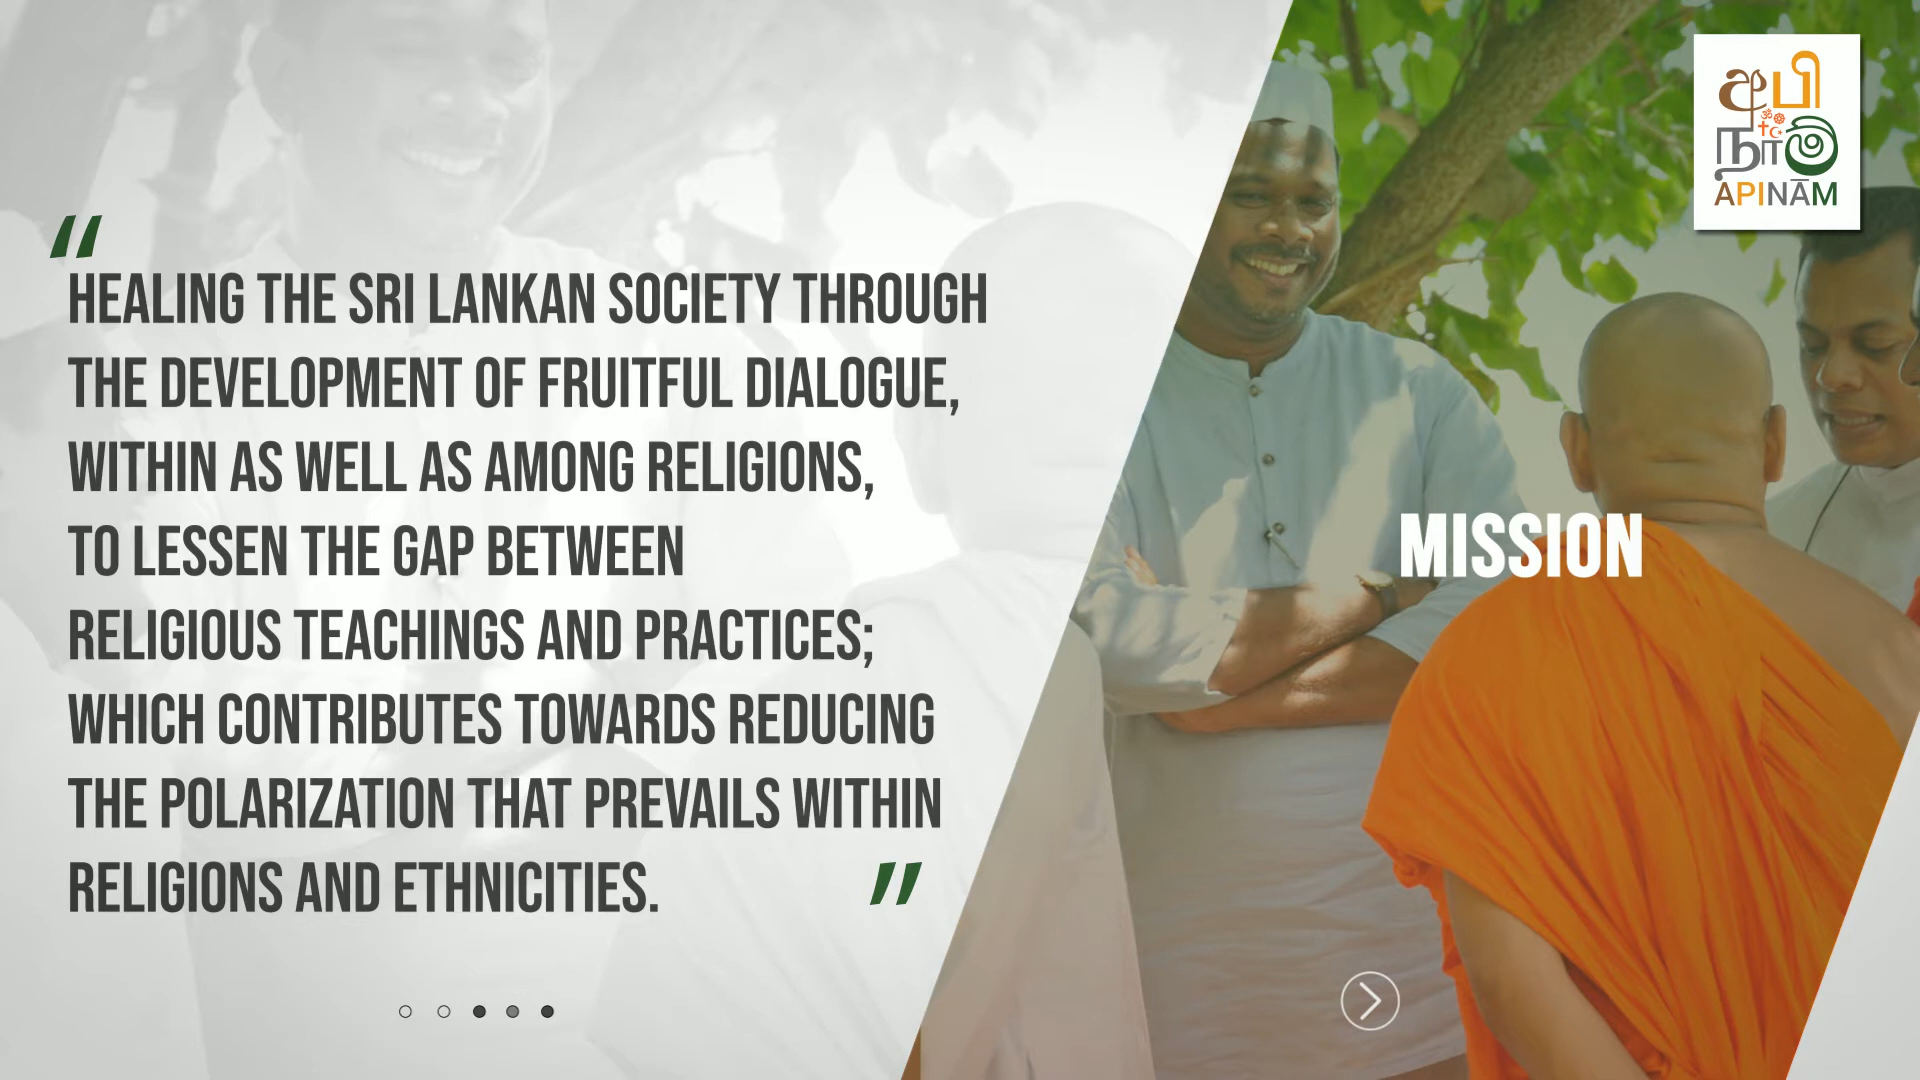 “
HEALING THE SRI LANKAN SOCIETY THROUGH
THE DEVELOPMENT OF FRUITFUL DIALOGUE,
WITHIN AS WELL AS AMONG RELIGIONS,
TO LESSEN THE GAP BETWEEN
RELIGIOUS TEACHINGS AND PRACTICES;
WHICH CONTRIBUTES TOWARDS REDUCING
THE POLARIZATION THAT PREVAILS WITHIN
RELIGIONS AND ETHNICITIES.
”
MISSION
අபி
நාම
APINĀM